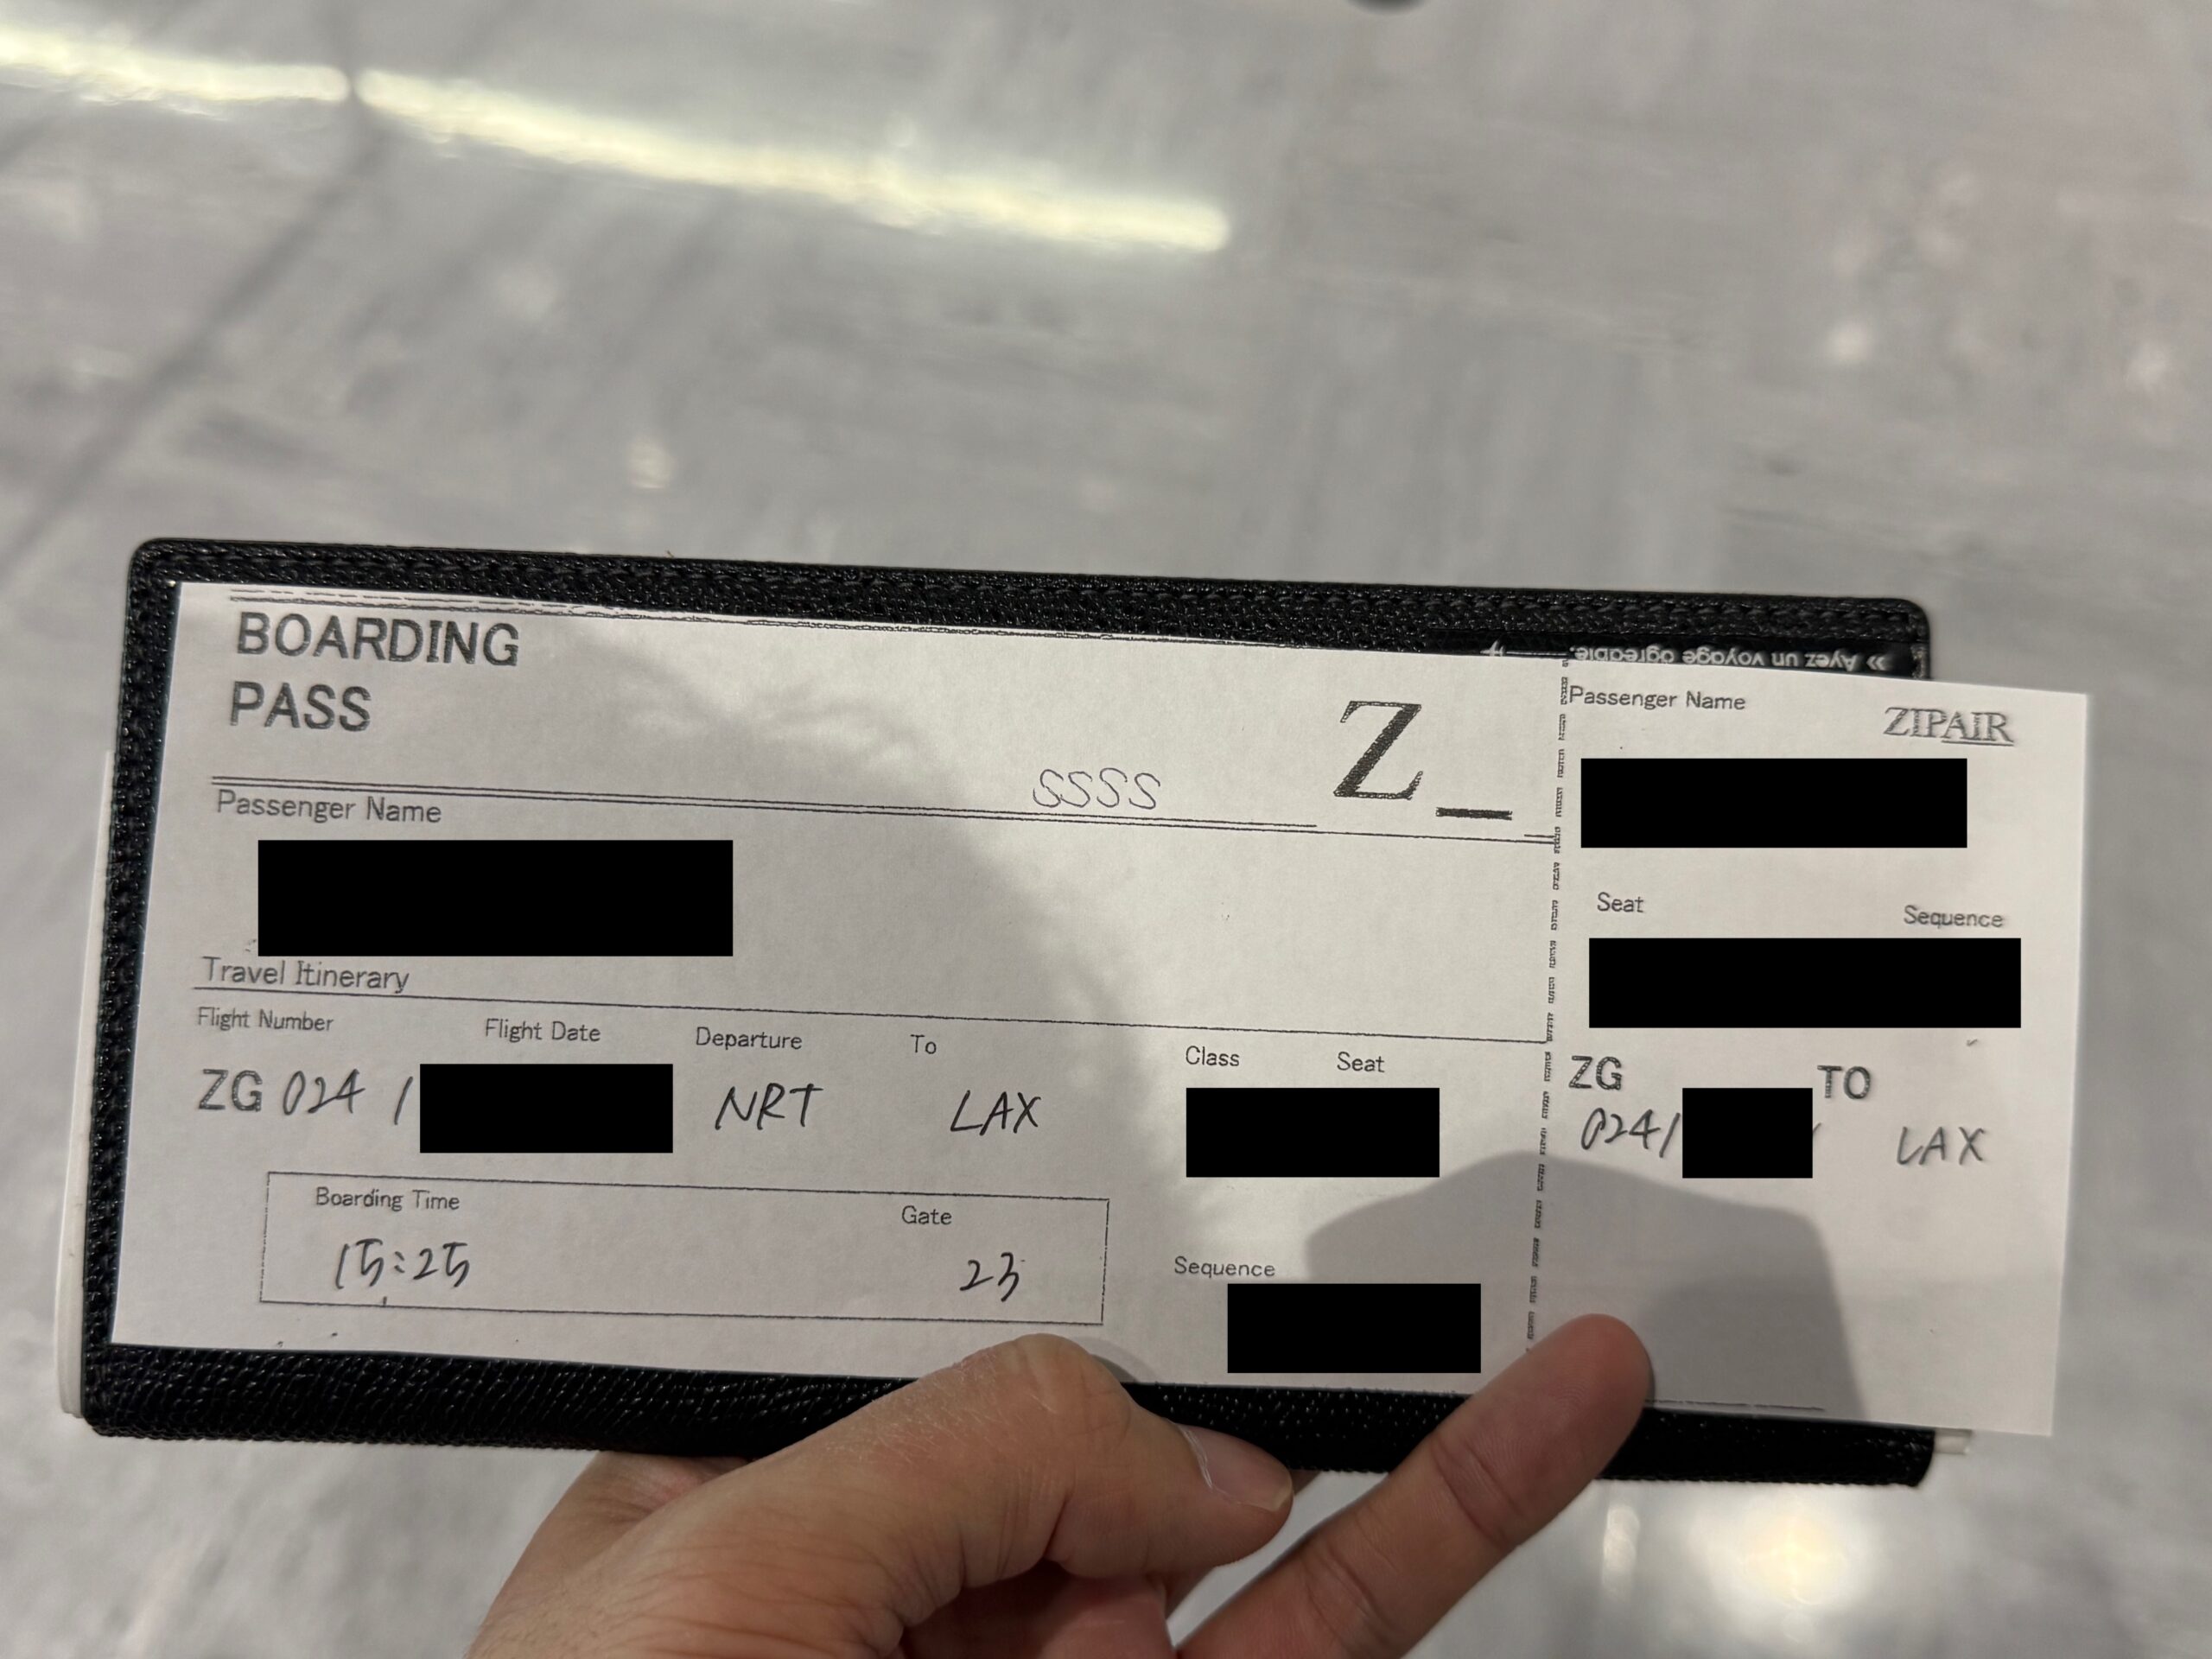 BOARDING
PASS
SSSS
Z_
Passenger Name
Travel Itinerary
Flight Number Flight Date Departure To Class Seat
ZG 024 / NRT LAX
Boarding Time Gate
15:25 23
Sequence
» Ayez un voyage agreable.
Passenger Name
ZIPAIR
Seat Sequence
ZG TO
024/ LAX